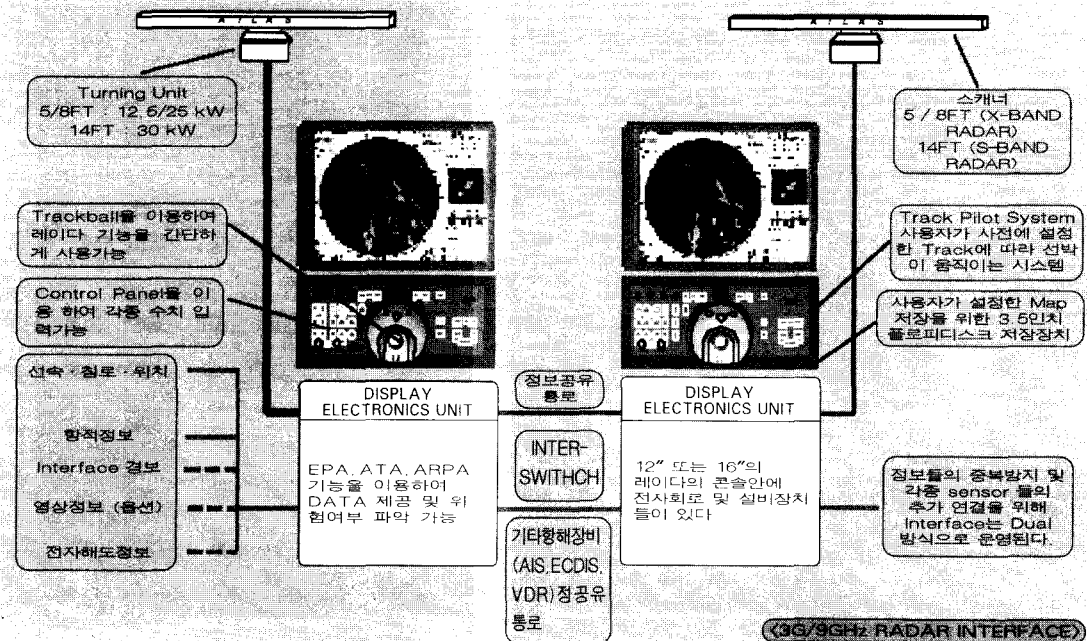 ATLAS
ATLAS
Turning Unit
5/8FT : 12.5/25 kW
14FT : 30 kW
스캐너
5 / 8FT (X-BAND
RADAR)
14FT (S-BAND
RADAR)
Trackball을 이용하여
레이다 기능을 간단하
게 사용가능
Control Panel을 이
용 하여 각종 수치 입
력가능
Track Pilot System
사용자가 사전에 설정
한 Track에 따라 선박
이 움직이는 시스템
사용자가 설정한 Map
저장을 위한 3.5인치
플로피디스크 저장장치
선속·침로·위치
항적정보
Interface 경보
영상정보 (옵션)
전자해도정보
DISPLAY
ELECTRONICS UNIT
EPA, ATA, ARPA
기능을 이용하여
DATA 제공 및 위
험여부 파악 가능
정보공유
통로
INTER-
SWITHCH
기타항해장비
(AIS,ECDIS,
VDR)정공유
통로
DISPLAY
ELECTRONICS UNIT
12″ 또는 16″의
레이다의 콘솔안에
전자회로 및 설비장치
들이 있다
정보들의 중복방지 및
각종 sensor 들의
추가 연결을 위해
Interface는 Dual
방식으로 운영된다.
<3G/9GHz RADAR INTERFACE>